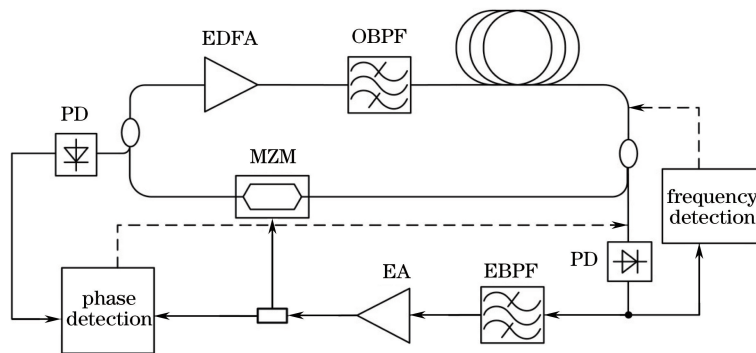 EDFA
OBPF
PD
MZM
frequency
detection
PD
EA
EBPF
phase
detection